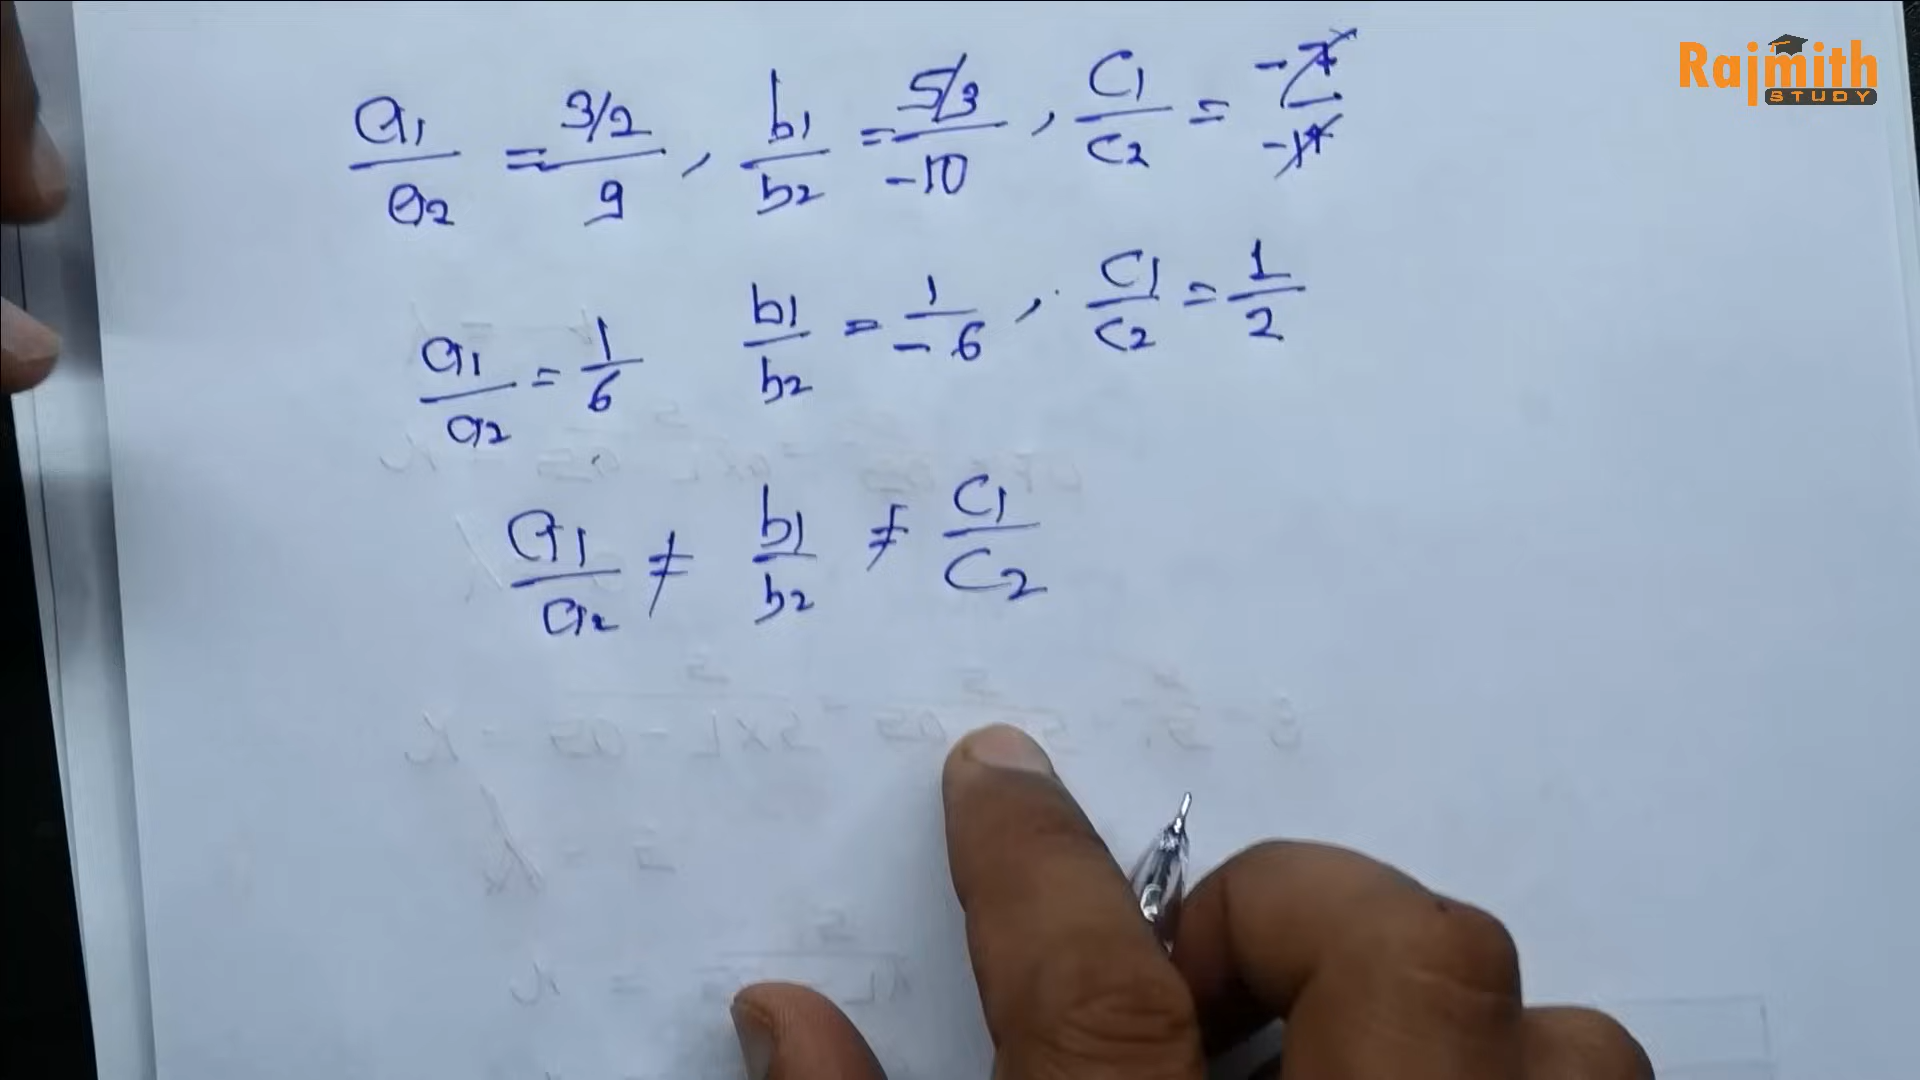 Rajmith
STUDY
a1/a2 = 3/2/9, b1/b2 = 5/3/-10, C1/C2 = -7/-14
a1/a2 = 1/6 b1/b2 = 1/-6, C1/C2 = 1/2
a1/a2 ≠ b1/b2 ≠ C1/C2